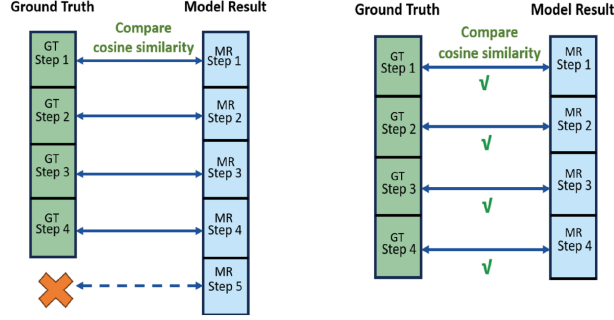 Ground Truth
Model Result
Compare
cosine similarity
GT
Step 1
MR
Step 1
GT
Step 2
MR
Step 2
GT
Step 3
MR
Step 3
GT
Step 4
MR
Step 4
MR
Step 5
Ground Truth
Model Result
Compare
cosine similarity
GT
Step 1
MR
Step 1
√
GT
Step 2
MR
Step 2
√
GT
Step 3
MR
Step 3
√
GT
Step 4
MR
Step 4
√